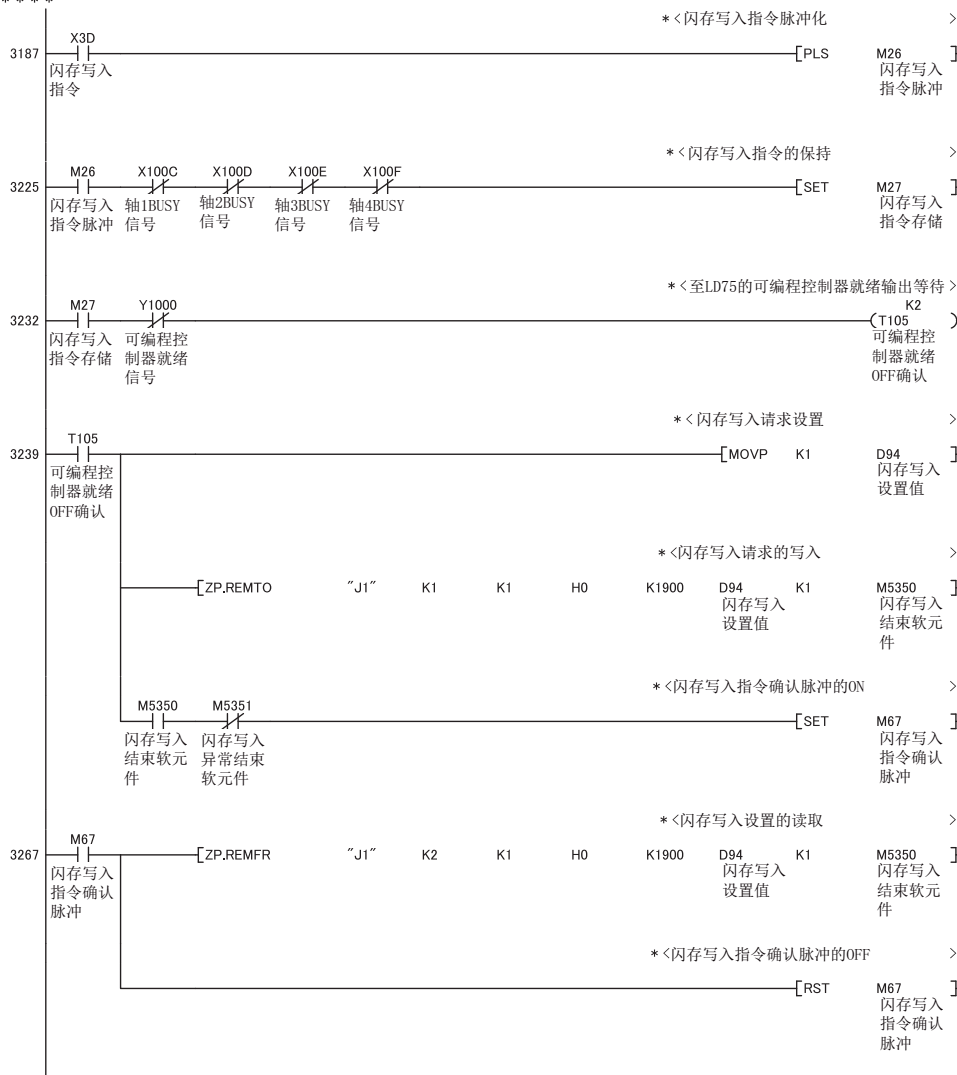 ****
*<闪存写入指令脉冲化 >
X3D
3187 [PLS M26 ]
闪存写入 闪存写入
指令 指令脉冲
*<闪存写入指令的保持 >
M26 X100C X100D X100E X100F
3225 [SET M27 ]
闪存写入 轴1BUSY 轴2BUSY 轴3BUSY 轴4BUSY 闪存写入
指令脉冲 信号 信号 信号 信号 指令存储
*<至LD75的可编程控制器就绪输出等待>
M27 Y1000 K2
3232 (T105 )
闪存写入 可编程控 可编程控
指令存储 制器就绪 制器就绪
信号 OFF确认
*<闪存写入请求设置 >
T105
3239 [MOVP K1 D94 ]
可编程控 闪存写入
制器就绪 设置值
OFF确认
*<闪存写入请求的写入 >
[ZP.REMTO "J1" K1 K1 H0 K1900 D94 K1 M5350 ]
闪存写入 闪存写入
设置值 结束软元
件
*<闪存写入指令确认脉冲的ON >
M5350 M5351
[SET M67 ]
闪存写入 闪存写入 闪存写入
结束软元 异常结束 指令确认
件 软元件 脉冲
*<闪存写入设置的读取 >
M67
3267 [ZP.REMFR "J1" K2 K1 H0 K1900 D94 K1 M5350 ]
闪存写入 闪存写入 闪存写入
指令确认 设置值 结束软元
脉冲 件
*<闪存写入指令确认脉冲的OFF >
[RST M67 ]
闪存写入
指令确认
脉冲